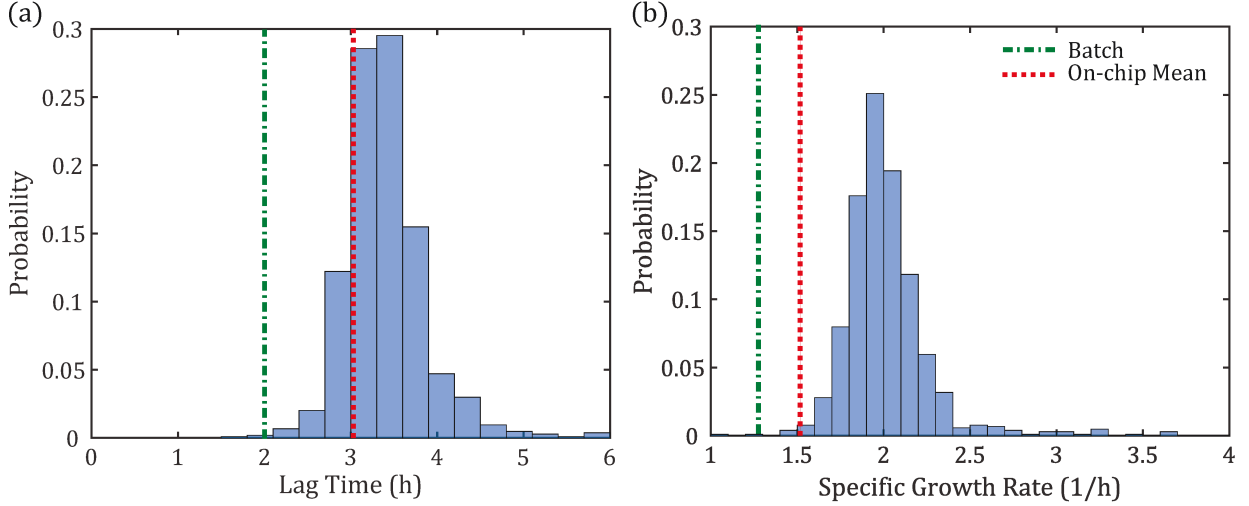 (a)
0.3
0.25
0.2
0.15
0.1
0.05
0
0 1 2 3 4 5 6
Probability
Lag Time (h)
(b)
0.3
0.25
0.2
0.15
0.1
0.05
0
1 1.5 2 2.5 3 3.5 4
Probability
Specific Growth Rate (1/h)
Batch
On-chip Mean